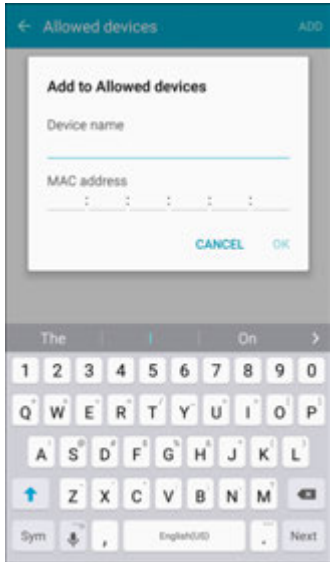 ← Allowed devices ADD
Add to Allowed devices
Device name
MAC address
: : : : :
CANCEL OK
The I On >
1 2 3 4 5 6 7 8 9 0
Q W E R T Y U I O P
A S D F G H J K L
Z X C V B N M
Sym , English(US) . Next